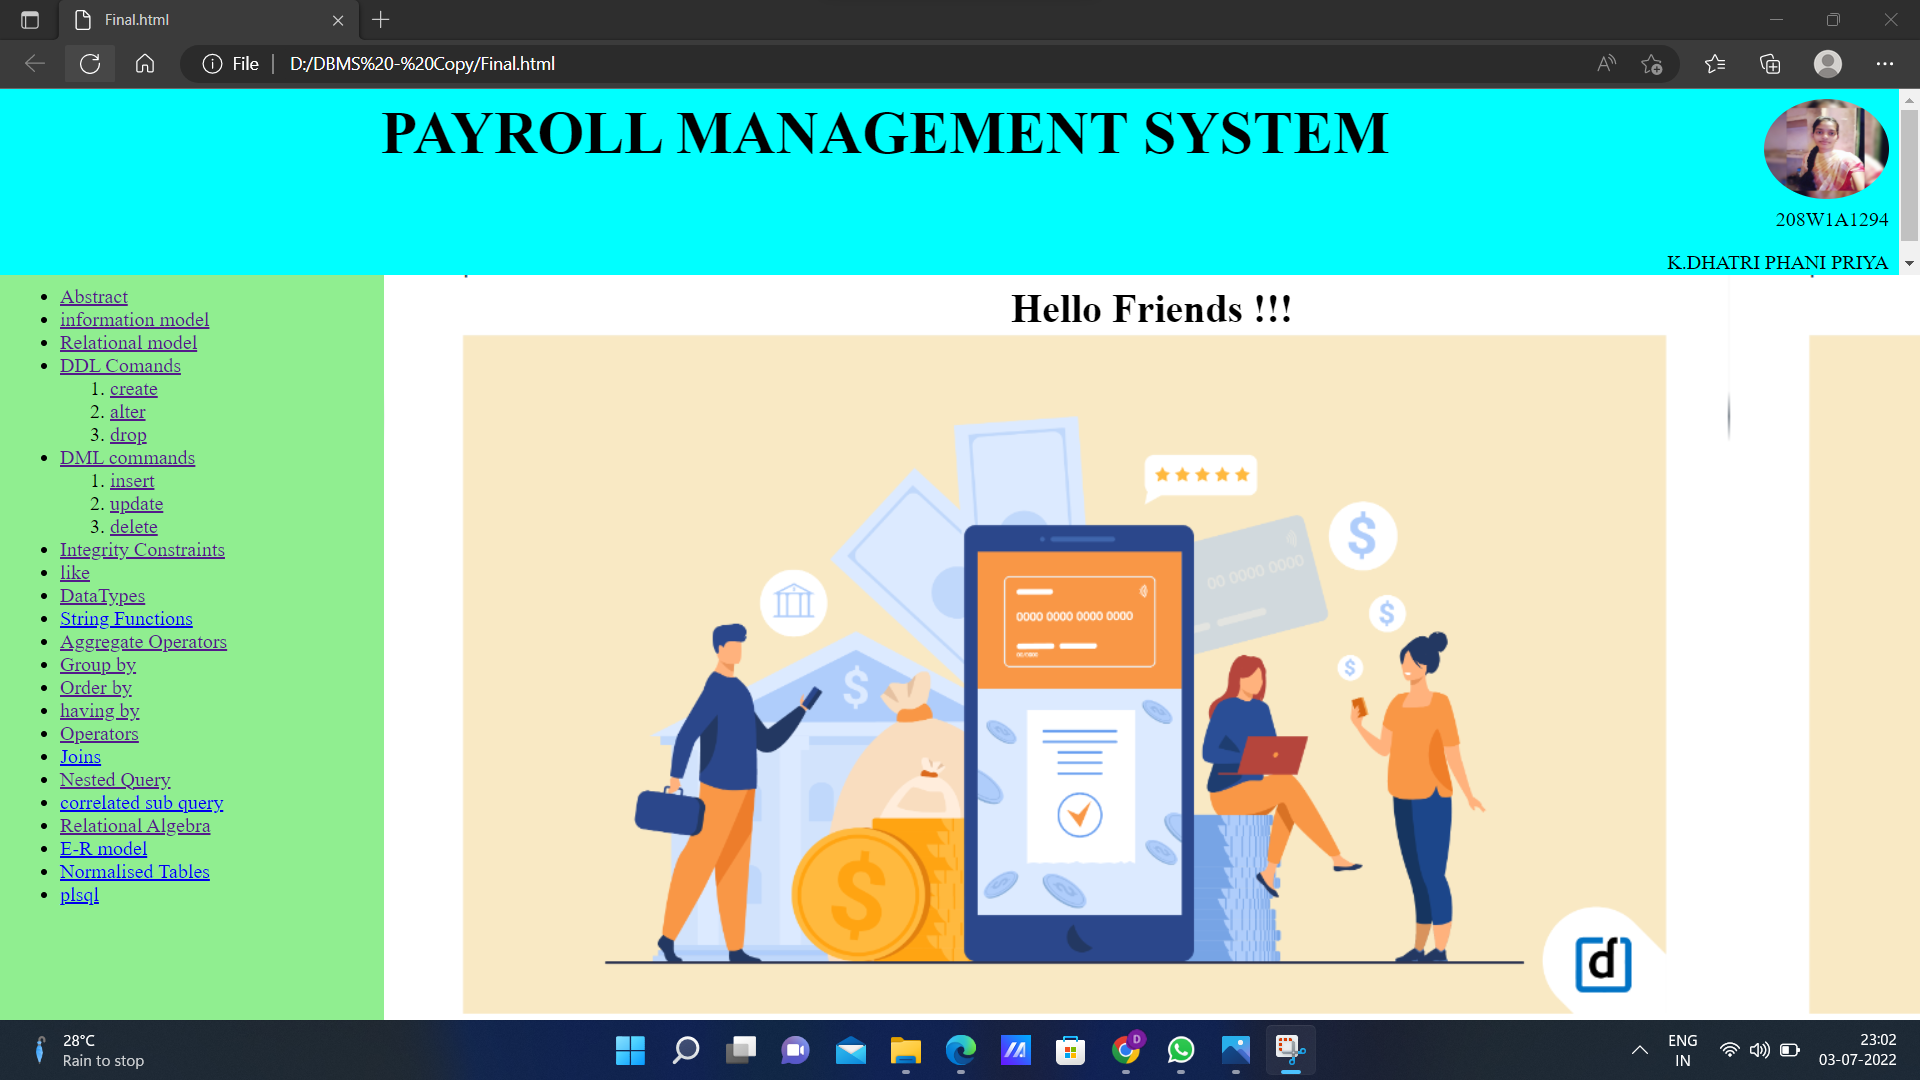 Final.html
File
D:/DBMS%20-%20Copy/Final.html
PAYROLL MANAGEMENT SYSTEM
208W1A1294
K.DHATRI PHANI PRIYA
Abstract
information model
Relational model
DDL Comands
1. create
2. alter
3. drop
DML commands
1. insert
2. update
3. delete
Integrity Constraints
like
DataTypes
String Functions
Aggregate Operators
Group by
Order by
having by
Operators
Joins
Nested Query
correlated sub query
Relational Algebra
E-R model
Normalised Tables
plsql
Hello Friends !!!
$
00 0000 0000
$
0000 0000 0000 0000
$
$
$
$
d
28°C
Rain to stop
D
ENG
IN
23:02
03-07-2022